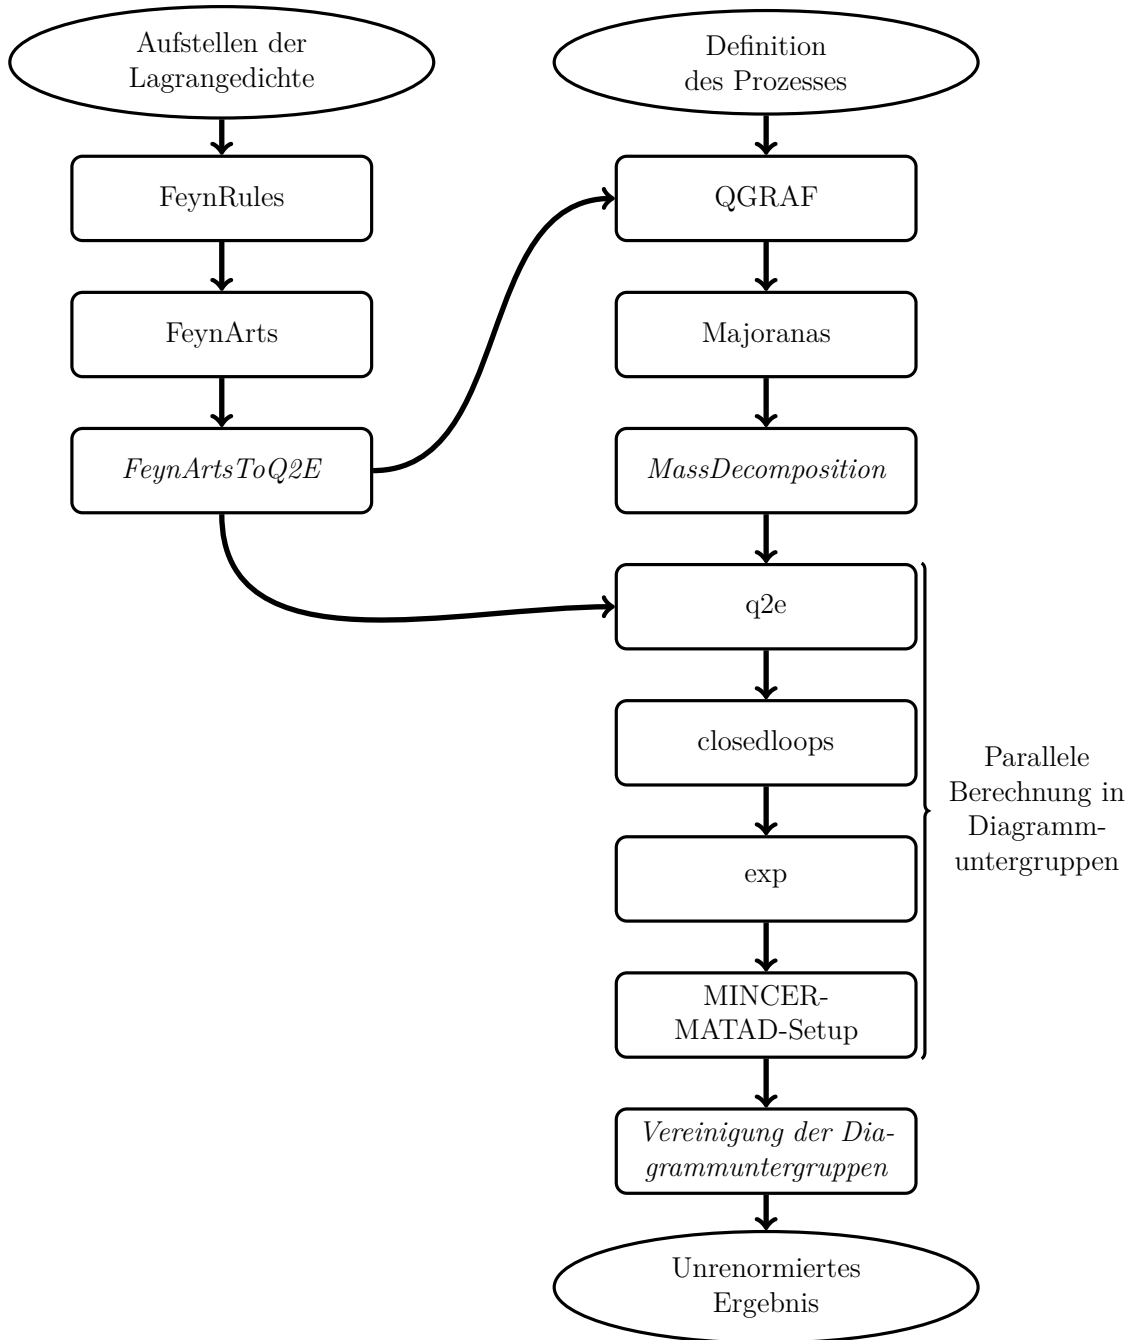 Aufstellen der
Lagrangedichte
FeynRules
FeynArts
FeynArtsToQ2E
Definition
des Prozesses
QGRAF
Majoranas
MassDecomposition
q2e
closedloops
exp
MINCER-
MATAD-Setup
Parallele
Berechnung in
Diagramm-
untergruppen
Vereinigung der Dia-
grammuntergruppen
Unrenormiertes
Ergebnis